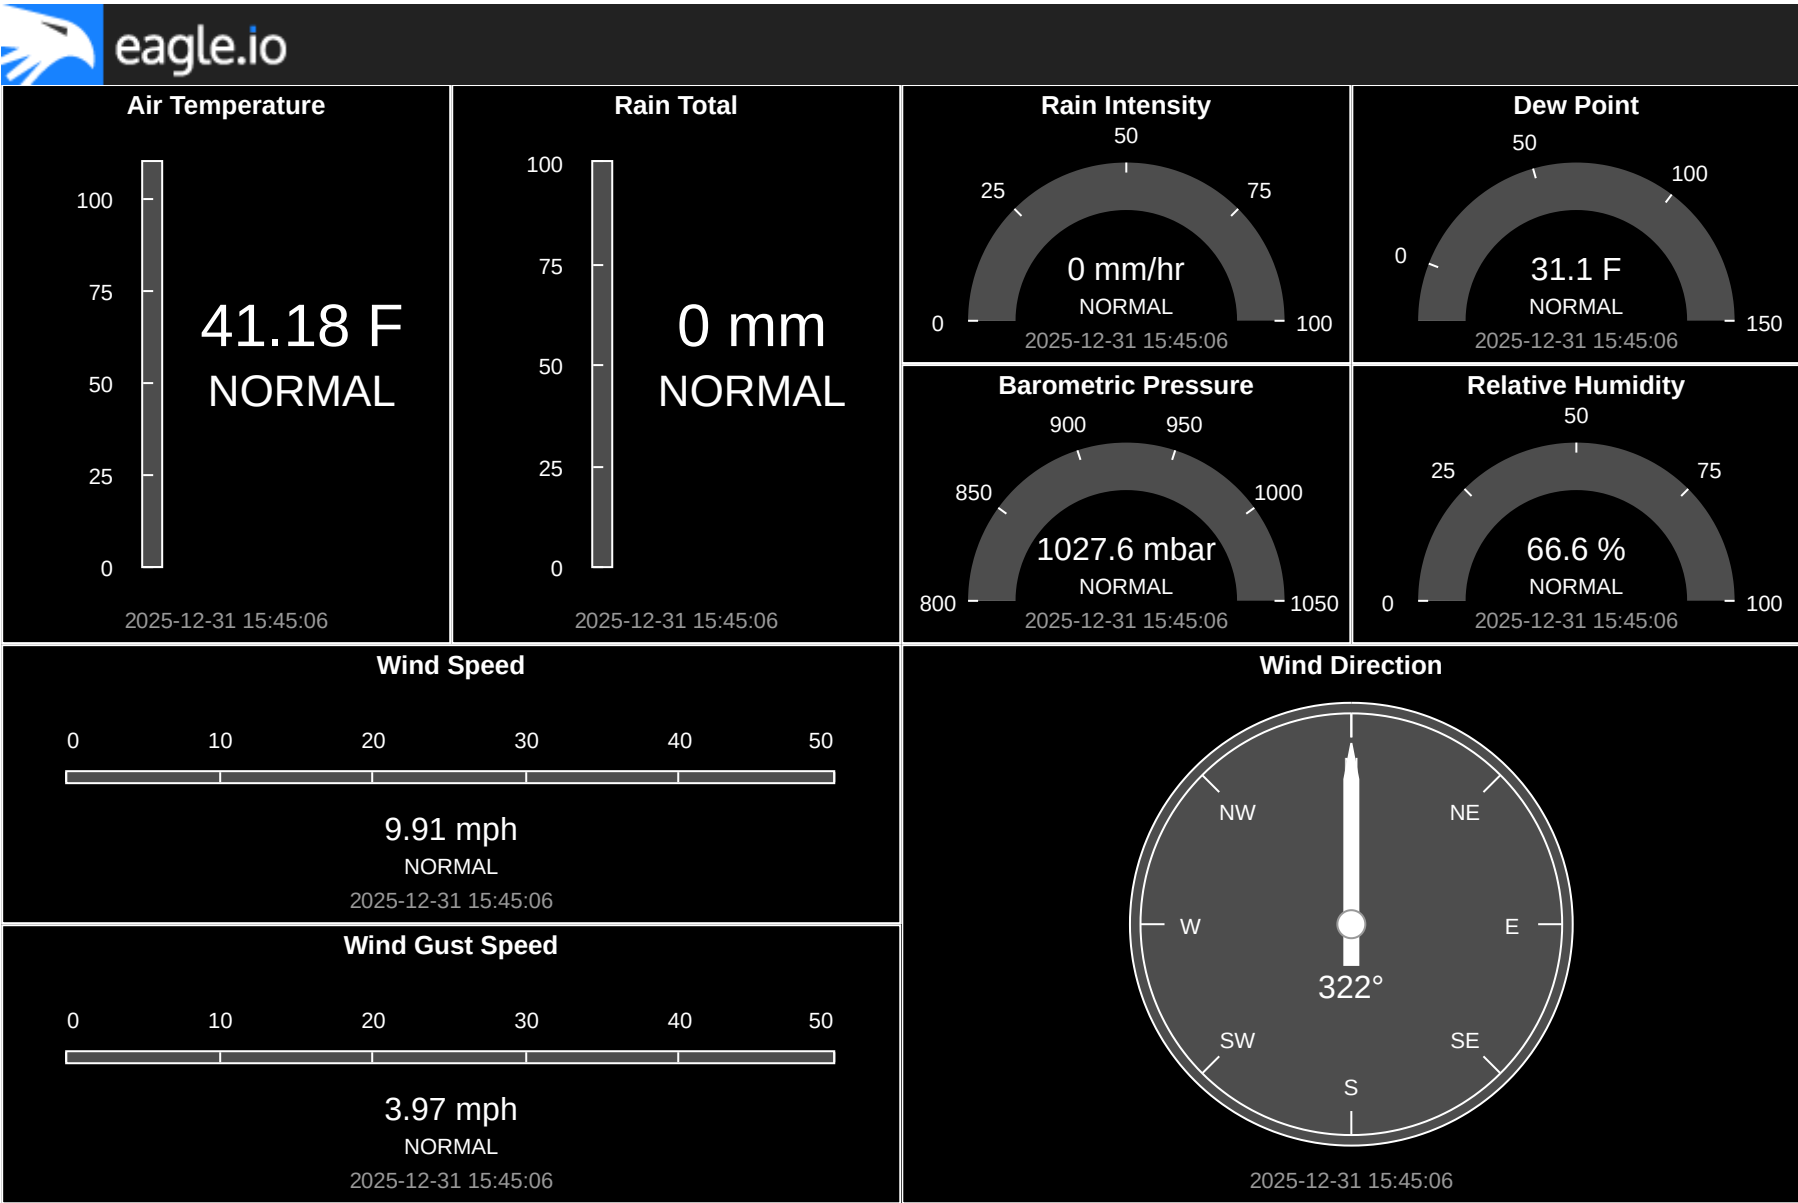 eagle.io
Air Temperature
100
75
50
25
0
41.18 F
NORMAL
2025-12-31 15:45:06
Rain Total
100
75
50
25
0
0 mm
NORMAL
2025-12-31 15:45:06
Rain Intensity
50
25
75
0
100
0 mm/hr
NORMAL
2025-12-31 15:45:06
Dew Point
50
100
0
150
31.1 F
NORMAL
2025-12-31 15:45:06
Barometric Pressure
900
950
850
1000
800
1050
1027.6 mbar
NORMAL
2025-12-31 15:45:06
Relative Humidity
50
25
75
0
100
66.6 %
NORMAL
2025-12-31 15:45:06
Wind Speed
0 10 20 30 40 50
9.91 mph
NORMAL
2025-12-31 15:45:06
Wind Gust Speed
0 10 20 30 40 50
3.97 mph
NORMAL
2025-12-31 15:45:06
Wind Direction
NW NE
W E
322°
SW SE
S
2025-12-31 15:45:06